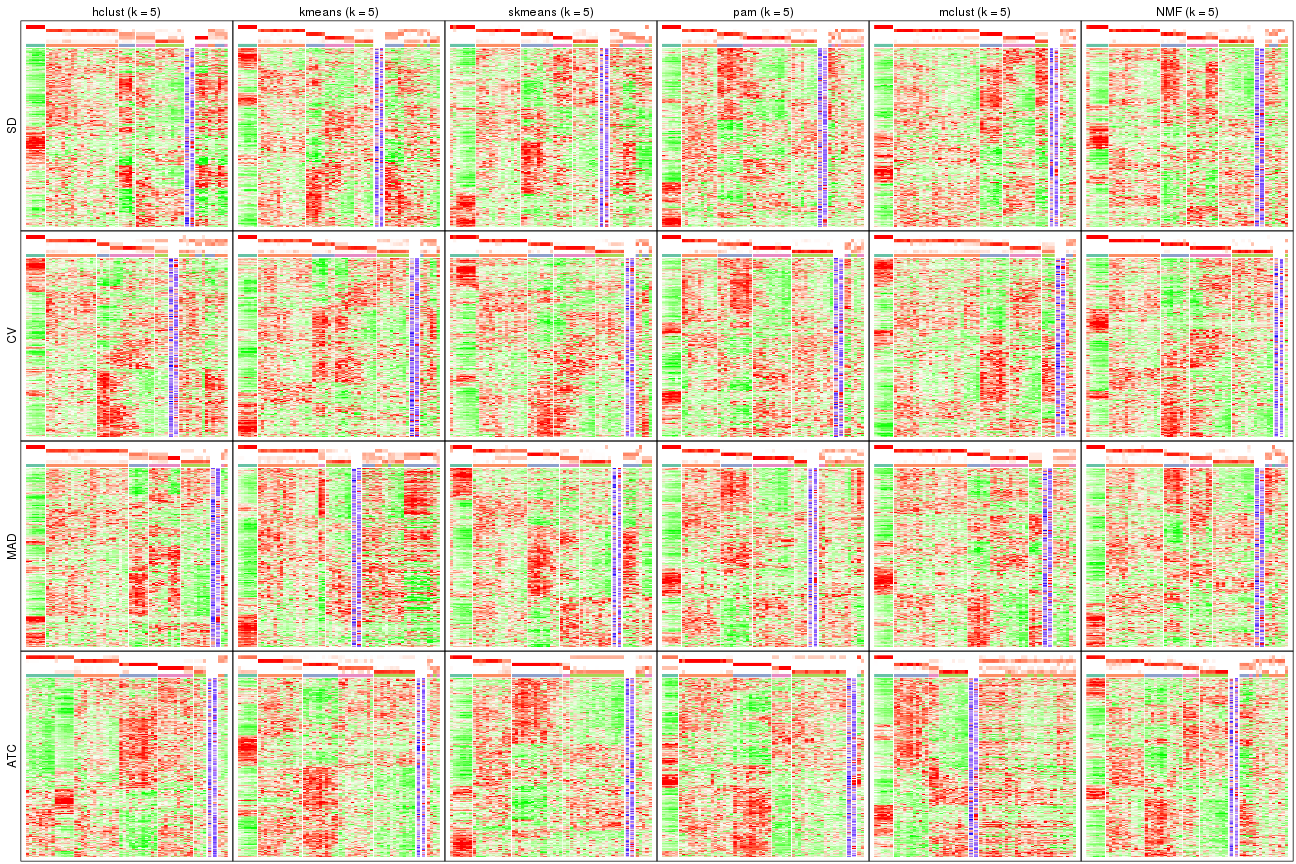 hclust (k = 5)
kmeans (k = 5)
skmeans (k = 5)
pam (k = 5)
mclust (k = 5)
NMF (k = 5)
SD
CV
MAD
ATC